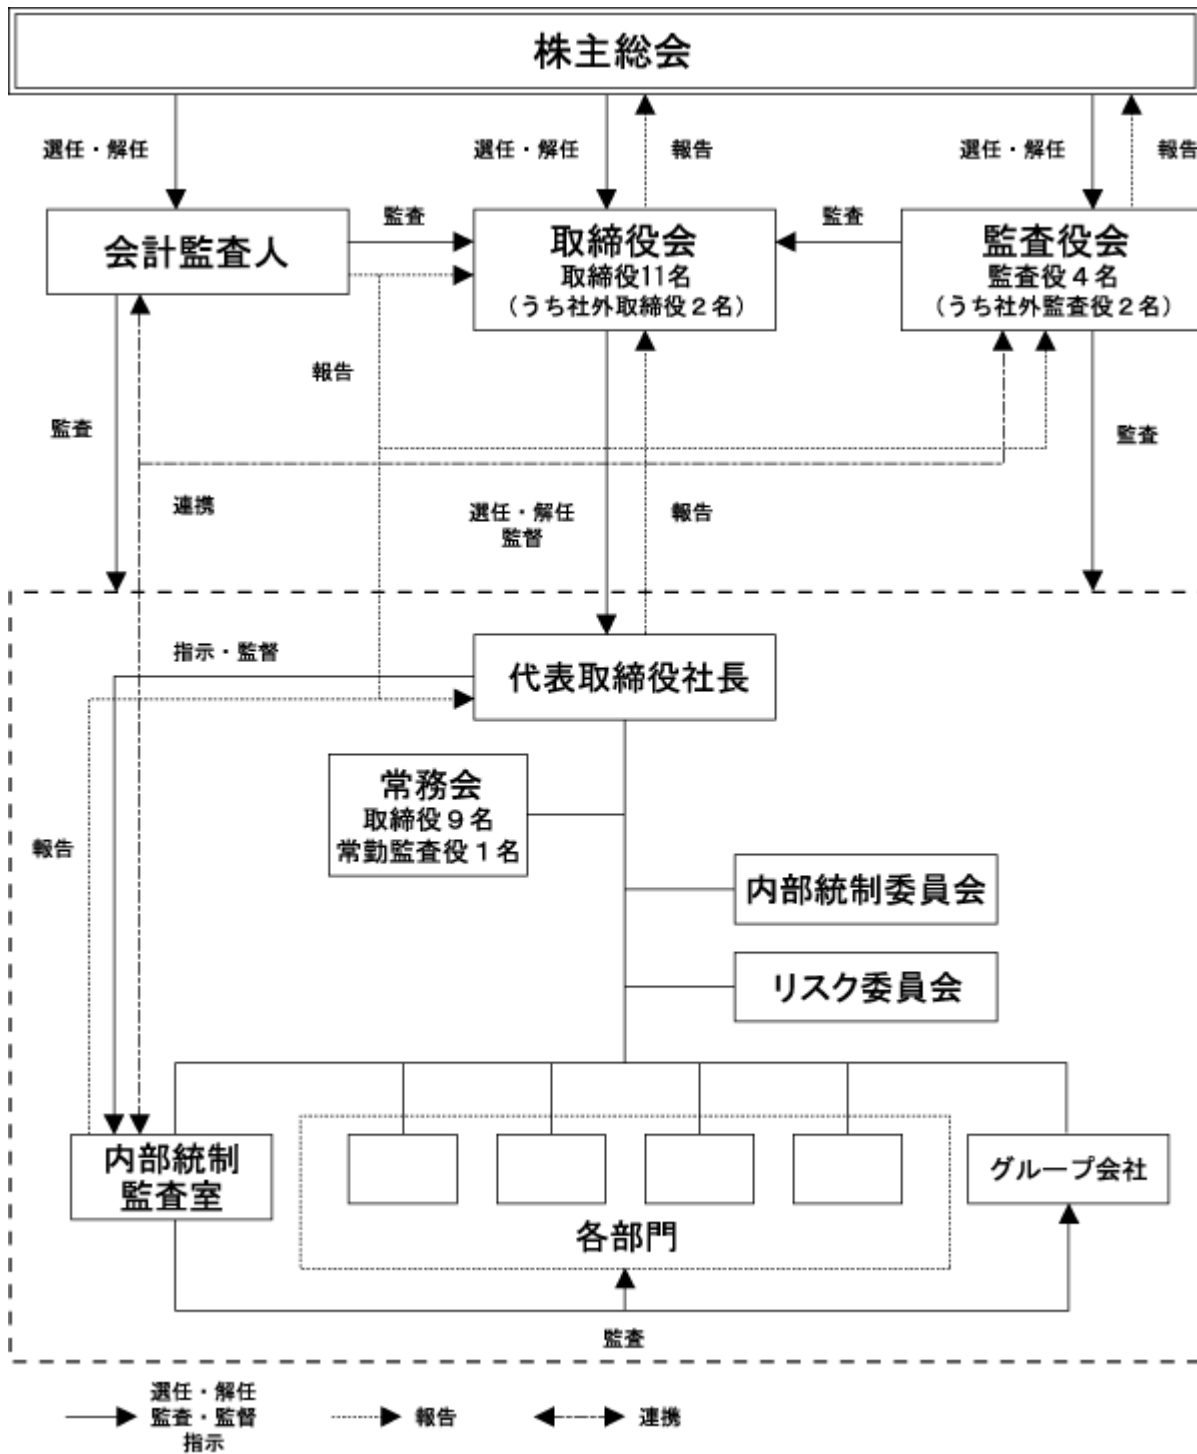 株主総会
選任・解任
選任・解任
報告
選任・解任
報告
会計監査人
監査
取締役会
取締役11名
（うち社外取締役２名）
監査
監査役会
監査役４名
（うち社外監査役２名）
報告
監査
監査
連携
選任・解任
監督
報告
指示・監督
代表取締役社長
常務会
取締役９名
常勤監査役１名
報告
内部統制委員会
リスク委員会
内部統制
監査室
グループ会社
各部門
監査
選任・解任
監査・監督
指示
報告
連携